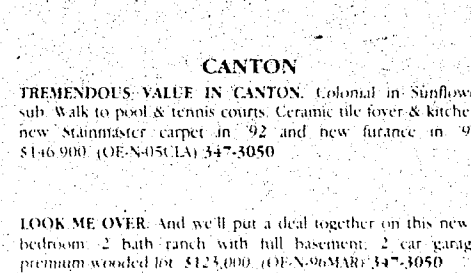 CANTON
TREMENDOUS VALUE IN CANTON. Colonial in Sunflow
sub. Walk to pool & tennis courts. Ceramic tile foyer & kitche
new Stainmaster carpet in '92 and new furance in '9
$146,900. (OE-N-05CLA) 347-3050
LOOK ME OVER. And we'll put a deal together on this new
bedroom, 2 bath ranch with full basement, 2 car garag
premium wooded lot. $123,000. (OE-N-96MAR) 347-3050